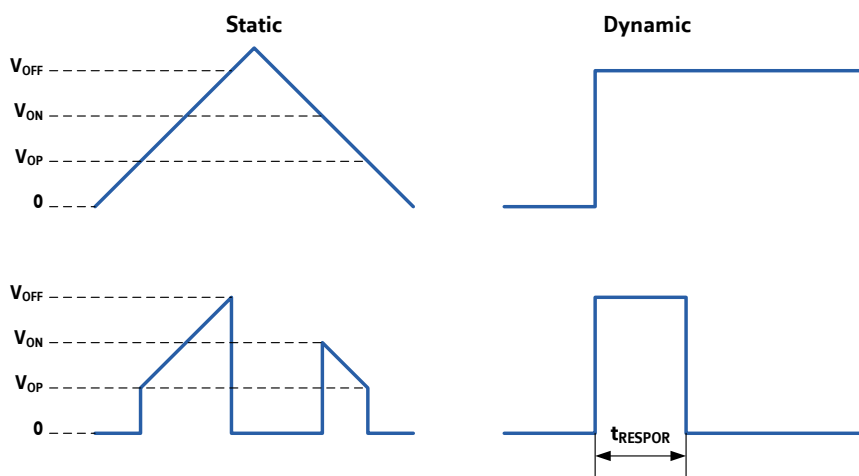 Static
Dynamic
VOFF
VON
VOP
0
VOFF
VON
VOP
0
tRESPOR